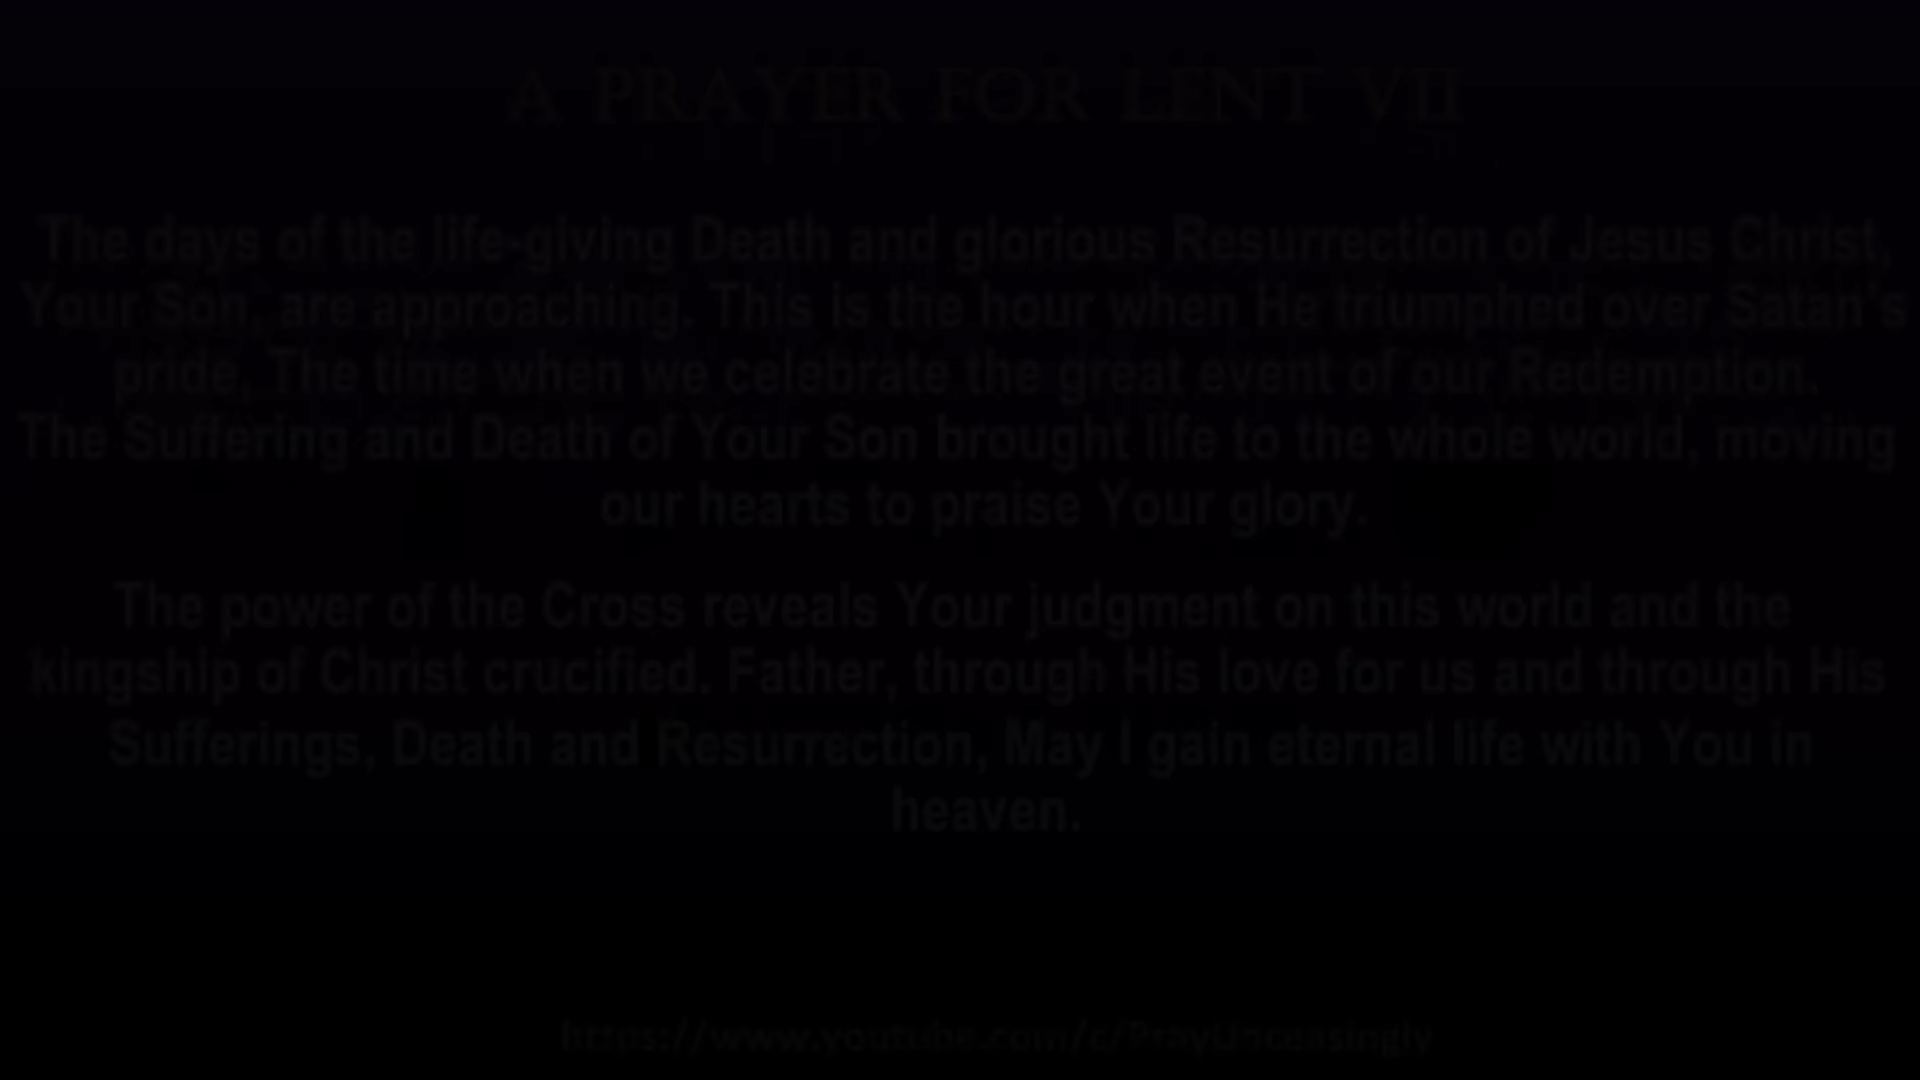 A PRAYER FOR LENT VII
The days of the life-giving Death and glorious Resurrection of Jesus Christ,
Your Son, are approaching. This is the hour when He triumphed over Satan's
pride, The time when we celebrate the great event of our Redemption.
The Suffering and Death of Your Son brought life to the whole world, moving
our hearts to praise Your glory.
The power of the Cross reveals Your judgment on this world and the
kingship of Christ crucified. Father, through His love for us and through His
Sufferings, Death and Resurrection, May I gain eternal life with You in
heaven.
https://www.youtube.com/c/PrayUnceasingly